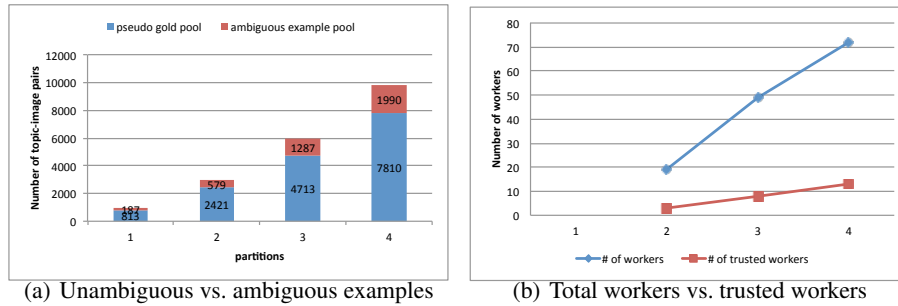 pseudo gold pool ambiguous example pool
Number of topic-image pairs
12000
10000
8000
6000
4000
2000
0
187
813
579
2421
1287
4713
1990
7810
1 2 3 4
partitions
(a) Unambiguous vs. ambiguous examples
Number of workers
80
70
60
50
40
30
20
10
0
1 2 3 4
# of workers # of trusted workers
(b) Total workers vs. trusted workers